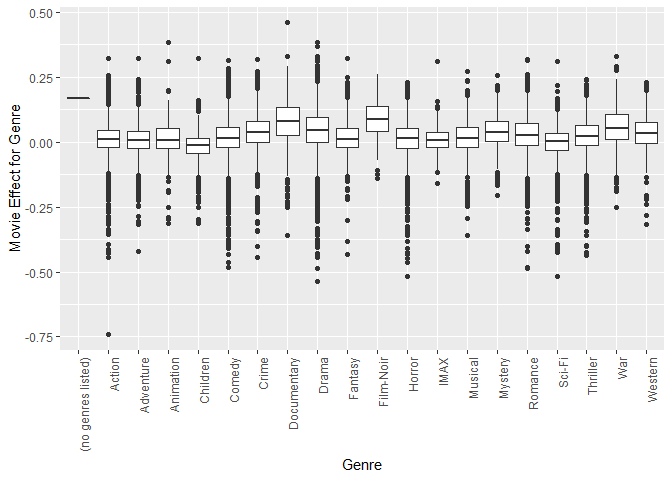 0.50
0.25
0.00
-0.25
-0.50
-0.75
Movie Effect for Genre
(no genres listed)
Action
Adventure
Animation
Children
Comedy
Crime
Documentary
Drama
Fantasy
Film-Noir
Horror
IMAX
Musical
Mystery
Romance
Sci-Fi
Thriller
War
Western
Genre